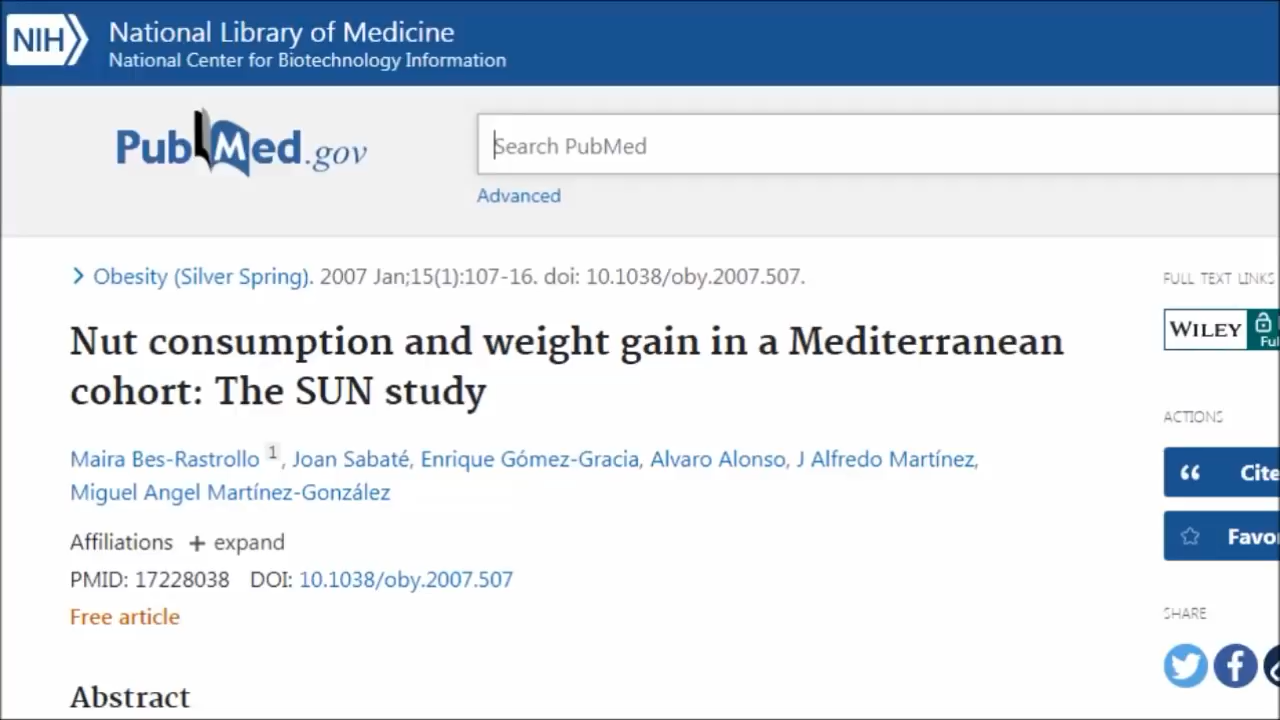 NIH
National Library of Medicine
National Center for Biotechnology Information
PubMed.gov
Search PubMed
Advanced
Obesity (Silver Spring). 2007 Jan;15(1):107-16. doi: 10.1038/oby.2007.507.
Nut consumption and weight gain in a Mediterranean
cohort: The SUN study
Maira Bes-Rastrollo 1, Joan Sabaté, Enrique Gómez-Gracia, Alvaro Alonso, J Alfredo Martínez,
Miguel Angel Martínez-González
Affiliations + expand
PMID: 17228038 DOI: 10.1038/oby.2007.507
Free article
Abstract
FULL TEXT LINKS
WILEY
ACTIONS
Cite
SHARE